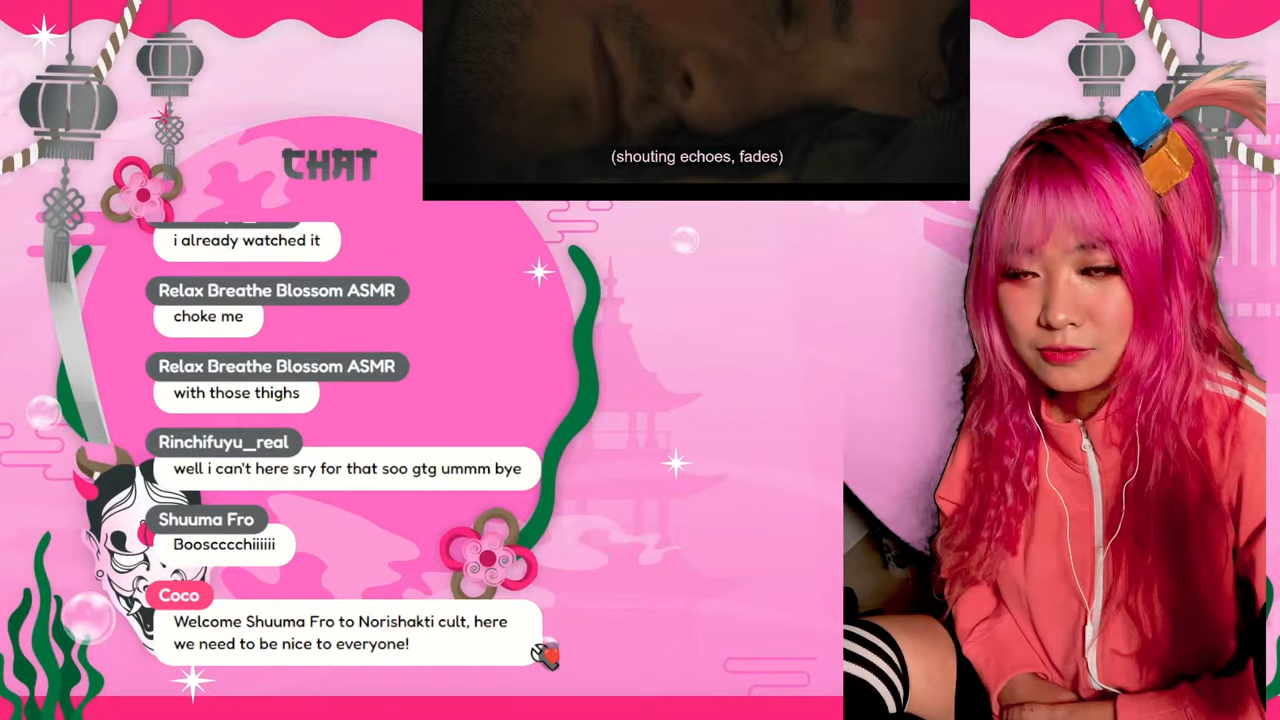 (shouting echoes, fades)
CHAT
i already watched it
Relax Breathe Blossom ASMR
choke me
Relax Breathe Blossom ASMR
with those thighs
Rinchifuyu_real
well i can't here sry for that soo gtg ummm bye
Shuuma Fro
Booscccchiiiiii
Coco
Welcome Shuuma Fro to Norishakti cult, here
we need to be nice to everyone!